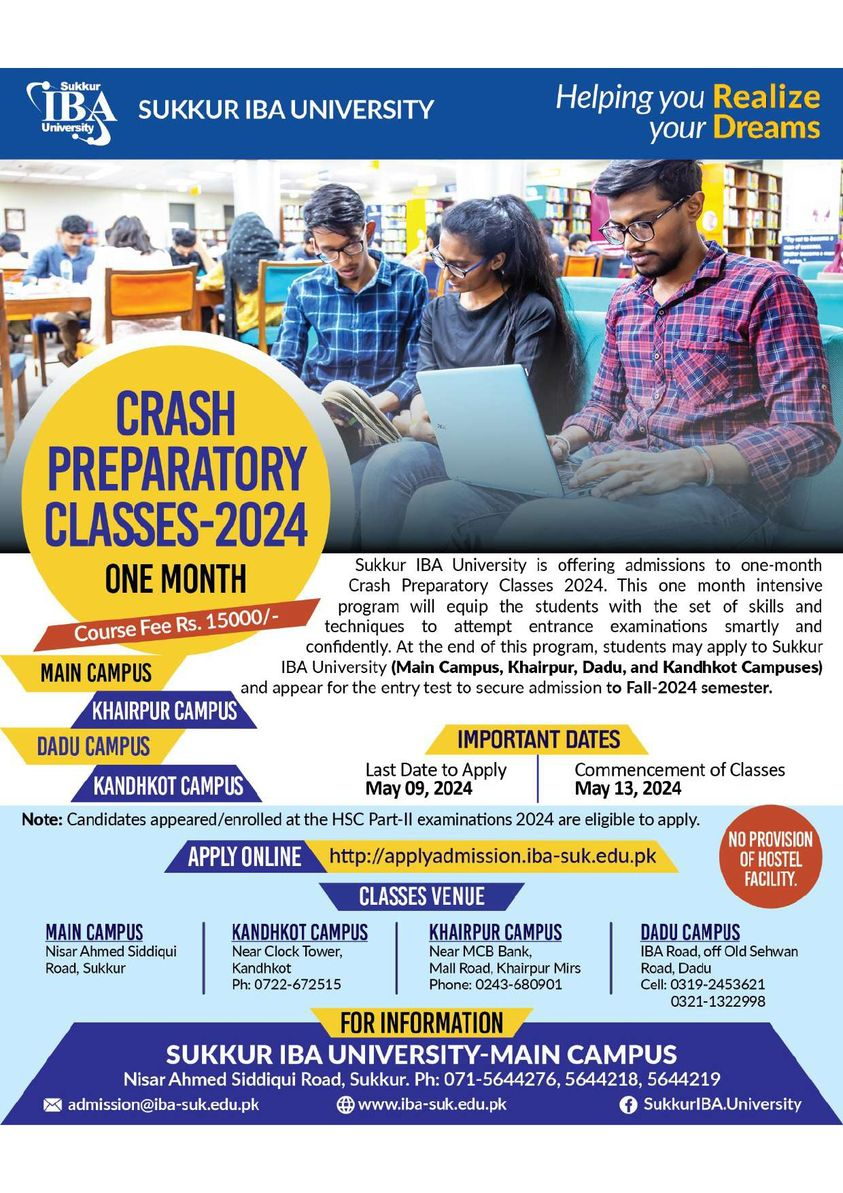 Sukkur
IBA
University
SUKKUR IBA UNIVERSITY
Helping you Realize
your Dreams
CRASH
PREPARATORY
CLASSES-2024
ONE MONTH
Course Fee Rs. 15000/-
MAIN CAMPUS
KHAIRPUR CAMPUS
DADU CAMPUS
KANDHKOT CAMPUS
Sukkur IBA University is offering admissions to one-month
Crash Preparatory Classes 2024. This one month intensive
program will equip the students with the set of skills and
techniques to attempt entrance examinations smartly and
confidently. At the end of this program, students may apply to Sukkur
IBA University (Main Campus, Khairpur, Dadu, and Kandhkot Campuses)
and appear for the entry test to secure admission to Fall-2024 semester.
IMPORTANT DATES
Last Date to Apply
May 09, 2024
Commencement of Classes
May 13, 2024
Note: Candidates appeared/enrolled at the HSC Part-II examinations 2024 are eligible to apply.
NO PROVISION
OF HOSTEL
FACILITY.
APPLY ONLINE http://applyadmission.iba-suk.edu.pk
CLASSES VENUE
MAIN CAMPUS
Nisar Ahmed Siddiqui
Road, Sukkur
KANDHKOT CAMPUS
Near Clock Tower,
Kandhkot
Ph: 0722-672515
KHAIRPUR CAMPUS
Near MCB Bank,
Mall Road, Khairpur Mirs
Phone: 0243-680901
DADU CAMPUS
IBA Road, off Old Sehwan
Road, Dadu
Cell: 0319-2453621
0321-1322998
FOR INFORMATION
SUKKUR IBA UNIVERSITY-MAIN CAMPUS
Nisar Ahmed Siddiqui Road, Sukkur. Ph: 071-5644276, 5644218, 5644219
admission@iba-suk.edu.pk
www.iba-suk.edu.pk
SukkurIBA.University